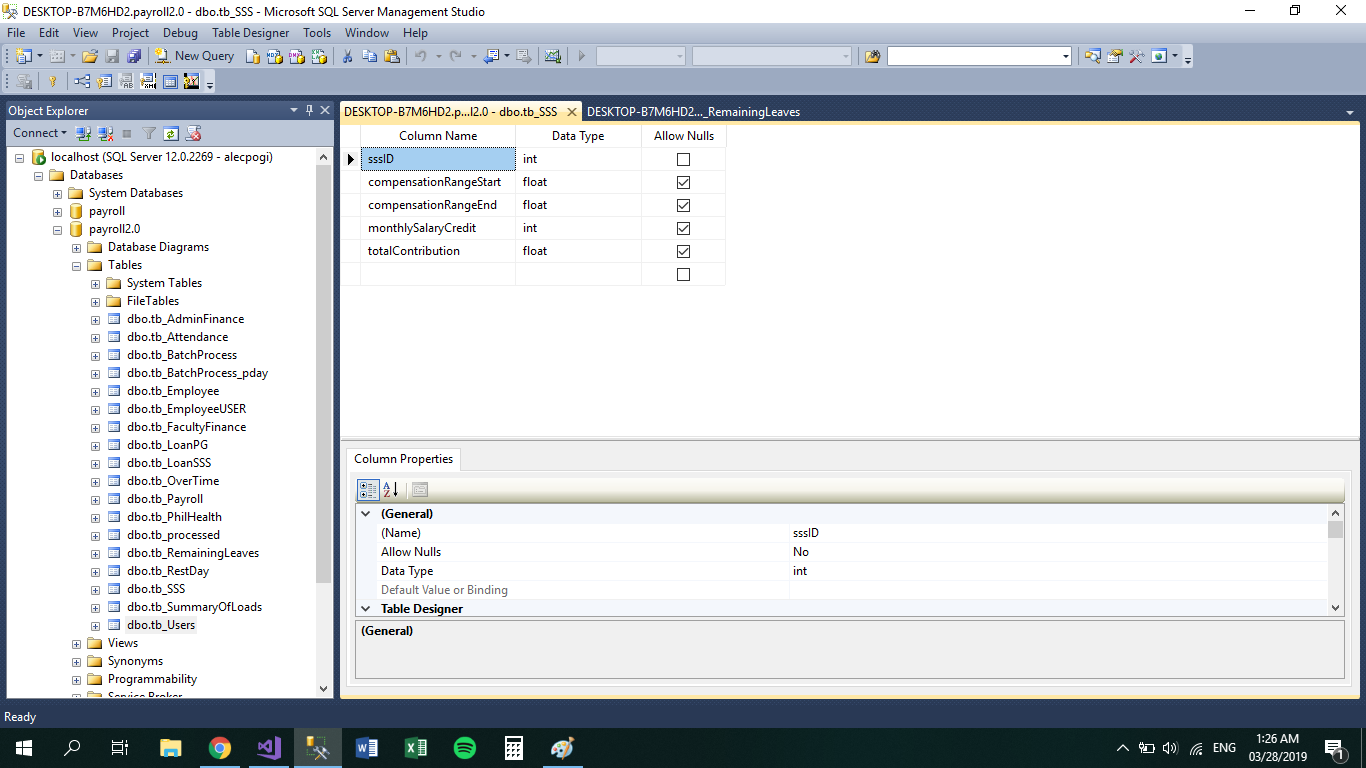 DESKTOP-B7M6HD2.payroll2.0 - dbo.tb_SSS - Microsoft SQL Server Management Studio
File Edit View Project Debug Table Designer Tools Window Help
New Query
Object Explorer
Connect
localhost (SQL Server 12.0.2269 - alecpogi)
Databases
System Databases
payroll
payroll2.0
Database Diagrams
Tables
System Tables
FileTables
dbo.tb_AdminFinance
dbo.tb_Attendance
dbo.tb_BatchProcess
dbo.tb_BatchProcess_pday
dbo.tb_Employee
dbo.tb_EmployeeUSER
dbo.tb_FacultyFinance
dbo.tb_LoanPG
dbo.tb_LoanSSS
dbo.tb_OverTime
dbo.tb_Payroll
dbo.tb_PhilHealth
dbo.tb_processed
dbo.tb_RemainingLeaves
dbo.tb_RestDay
dbo.tb_SSS
dbo.tb_SummaryOfLoads
dbo.tb_Users
Views
Synonyms
Programmability
Service Broker
DESKTOP-B7M6HD2.p...l2.0 - dbo.tb_SSS DESKTOP-B7M6HD2..._RemainingLeaves
Column Name Data Type Allow Nulls
sssID int
compensationRangeStart float
compensationRangeEnd float
monthlySalaryCredit int
totalContribution float
Column Properties
(General)
(Name) sssID
Allow Nulls No
Data Type int
Default Value or Binding
Table Designer
(General)
Ready
ENG
1:26 AM
03/28/2019
1